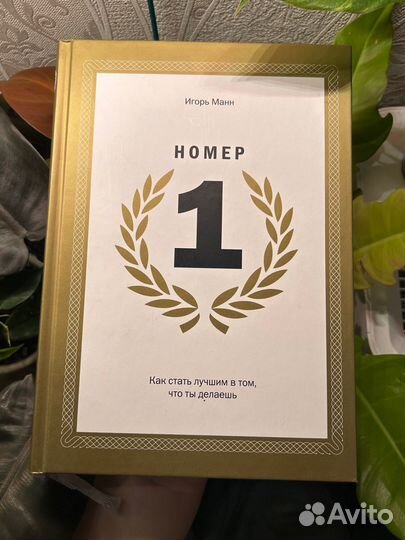 Игорь Манн
НОМЕР
1
Как стать лучшим в том,
что ты делаешь
Avito